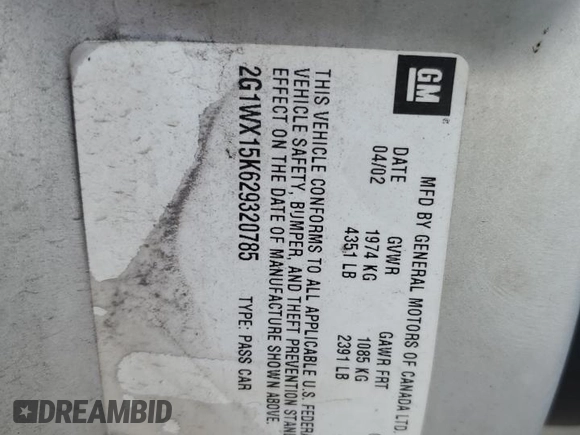 GM
MFD BY GENERAL MOTORS OF CANADA LTD.
DATE GVWR GAWR FRT
04/02 1974 KG 1085 KG
4351 LB 2391 LB
THIS VEHICLE CONFORMS TO ALL APPLICABLE U.S. FEDERA
VEHICLE SAFETY, BUMPER, AND THEFT PREVENTION STAN
EFFECT ON THE DATE OF MANUFACTURE SHOWN ABOVE.
2G1WX15K629320785 TYPE: PASS CAR
DREAMBID